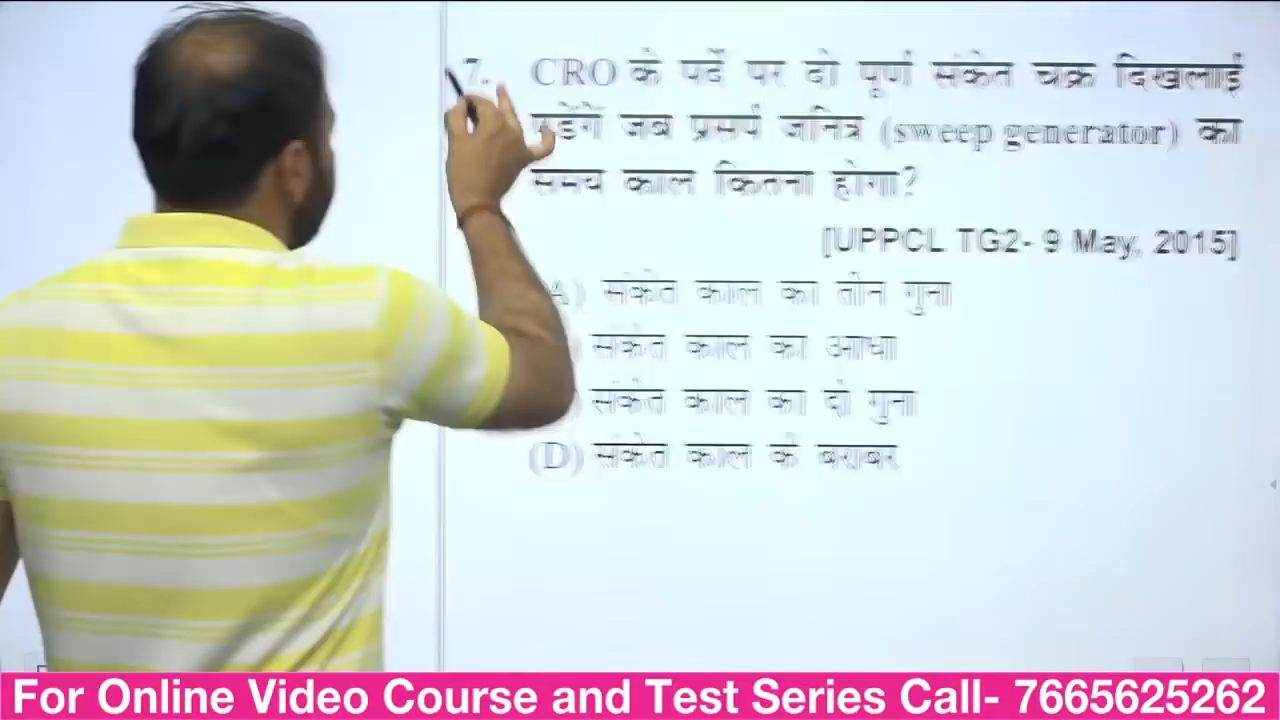 7. CRO के पर्दे पर दो पूर्ण संकेत चक्र दिखलाई
पड़ेंगें जब प्रसर्प जनित्र (sweep generator) का
समय काल कितना होगा?
[UPPCL TG2- 9 May, 2015]
A) संकेत काल का तीन गुना
) संकेत काल का आधा
) संकेत काल का दो गुना
(D) संकेत काल के बराबर
For Online Video Course and Test Series Call- 7665625262